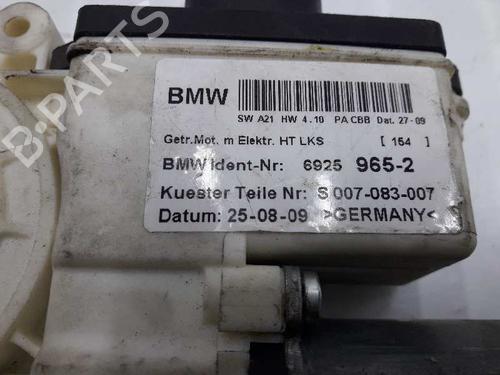 BMW
SW A21 HW 4.10 PA CBB Dat. 27-09
Getr.Mot. m Elektr. HT LKS [ 154 ]
BMW Ident-Nr: 6925 965-2
Kuester Teile Nr: S 007-083-007
Datum: 25-08-09 >GERMANY<
B-PARTS